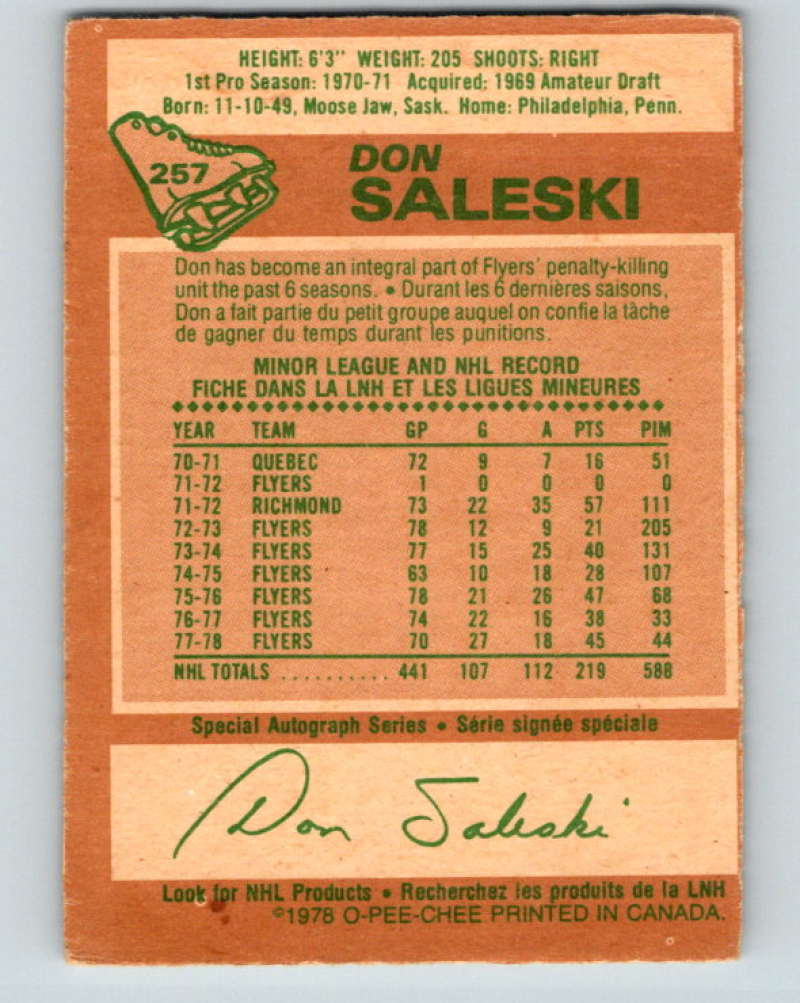 HEIGHT: 6'3" WEIGHT: 205 SHOOTS: RIGHT
1st Pro Season: 1970-71 Acquired: 1969 Amateur Draft
Born: 11-10-49, Moose Jaw, Sask. Home: Philadelphia, Penn.
257
DON
SALESKI
Don has become an integral part of Flyers' penalty-killing
unit the past 6 seasons. • Durant les 6 dernières saisons,
Don a fait partie du petit groupe auquel on confie la tâche
de gagner du temps durant les punitions.
MINOR LEAGUE AND NHL RECORD
FICHE DANS LA LNH ET LES LIGUES MINEURES
YEAR TEAM GP G A PTS PIM
70-71 QUEBEC 72 9 7 16 51
71-72 FLYERS 1 0 0 0 0
71-72 RICHMOND 73 22 35 57 111
72-73 FLYERS 78 12 9 21 205
73-74 FLYERS 77 15 25 40 131
74-75 FLYERS 63 10 18 28 107
75-76 FLYERS 78 21 26 47 68
76-77 FLYERS 74 22 16 38 33
77-78 FLYERS 70 27 18 45 44
NHL TOTALS .......... 441 107 112 219 588
Special Autograph Series • Série signée spéciale
Don Saleski
Look for NHL Products • Recherchez les produits de la LNH
©1978 O-PEE-CHEE PRINTED IN CANADA.